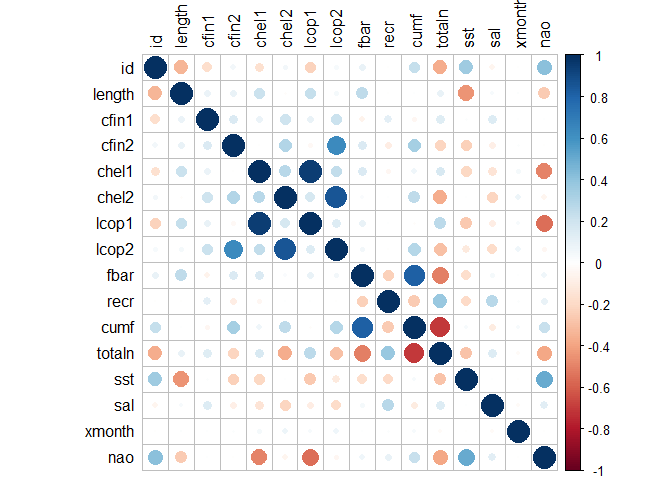 id length cfin1 cfin2 chel1 chel2 lcop1 lcop2 fbar recr cumf totaln sst sal xmonth nao
id
length
cfin1
cfin2
chel1
chel2
lcop1
lcop2
fbar
recr
cumf
totaln
sst
sal
xmonth
nao
1
0.8
0.6
0.4
0.2
0
-0.2
-0.4
-0.6
-0.8
-1